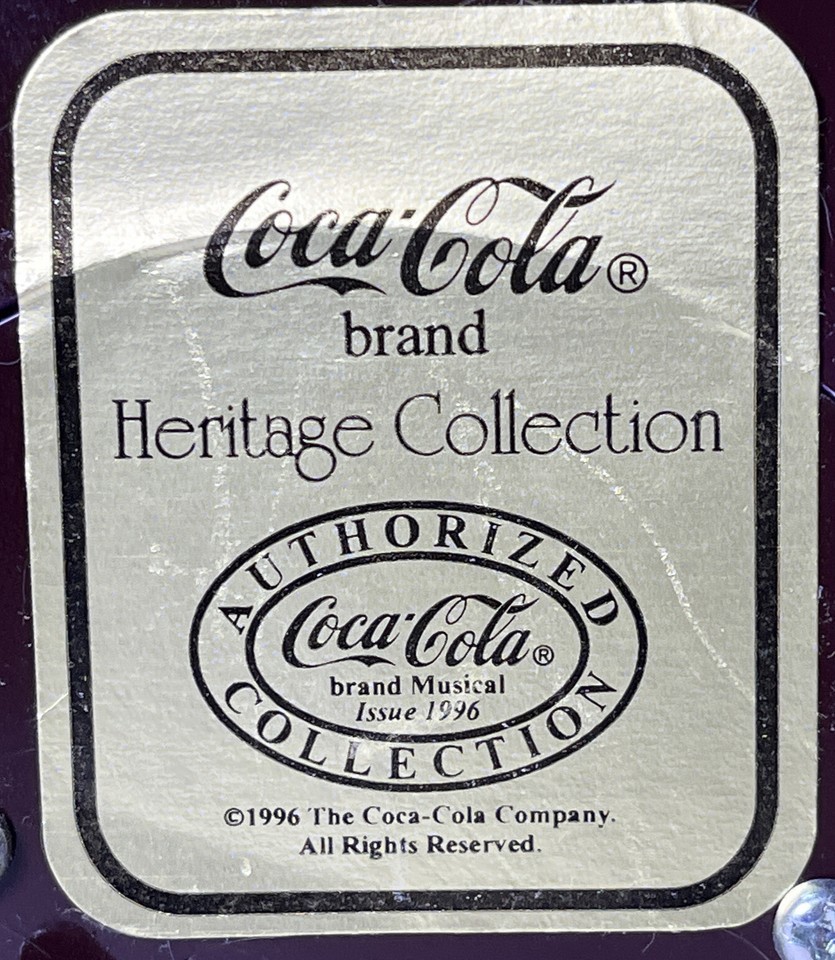 Coca-Cola®
brand
Heritage Collection
AUTHORIZED
Coca-Cola®
brand Musical
Issue 1996
COLLECTION
©1996 The Coca-Cola Company.
All Rights Reserved.